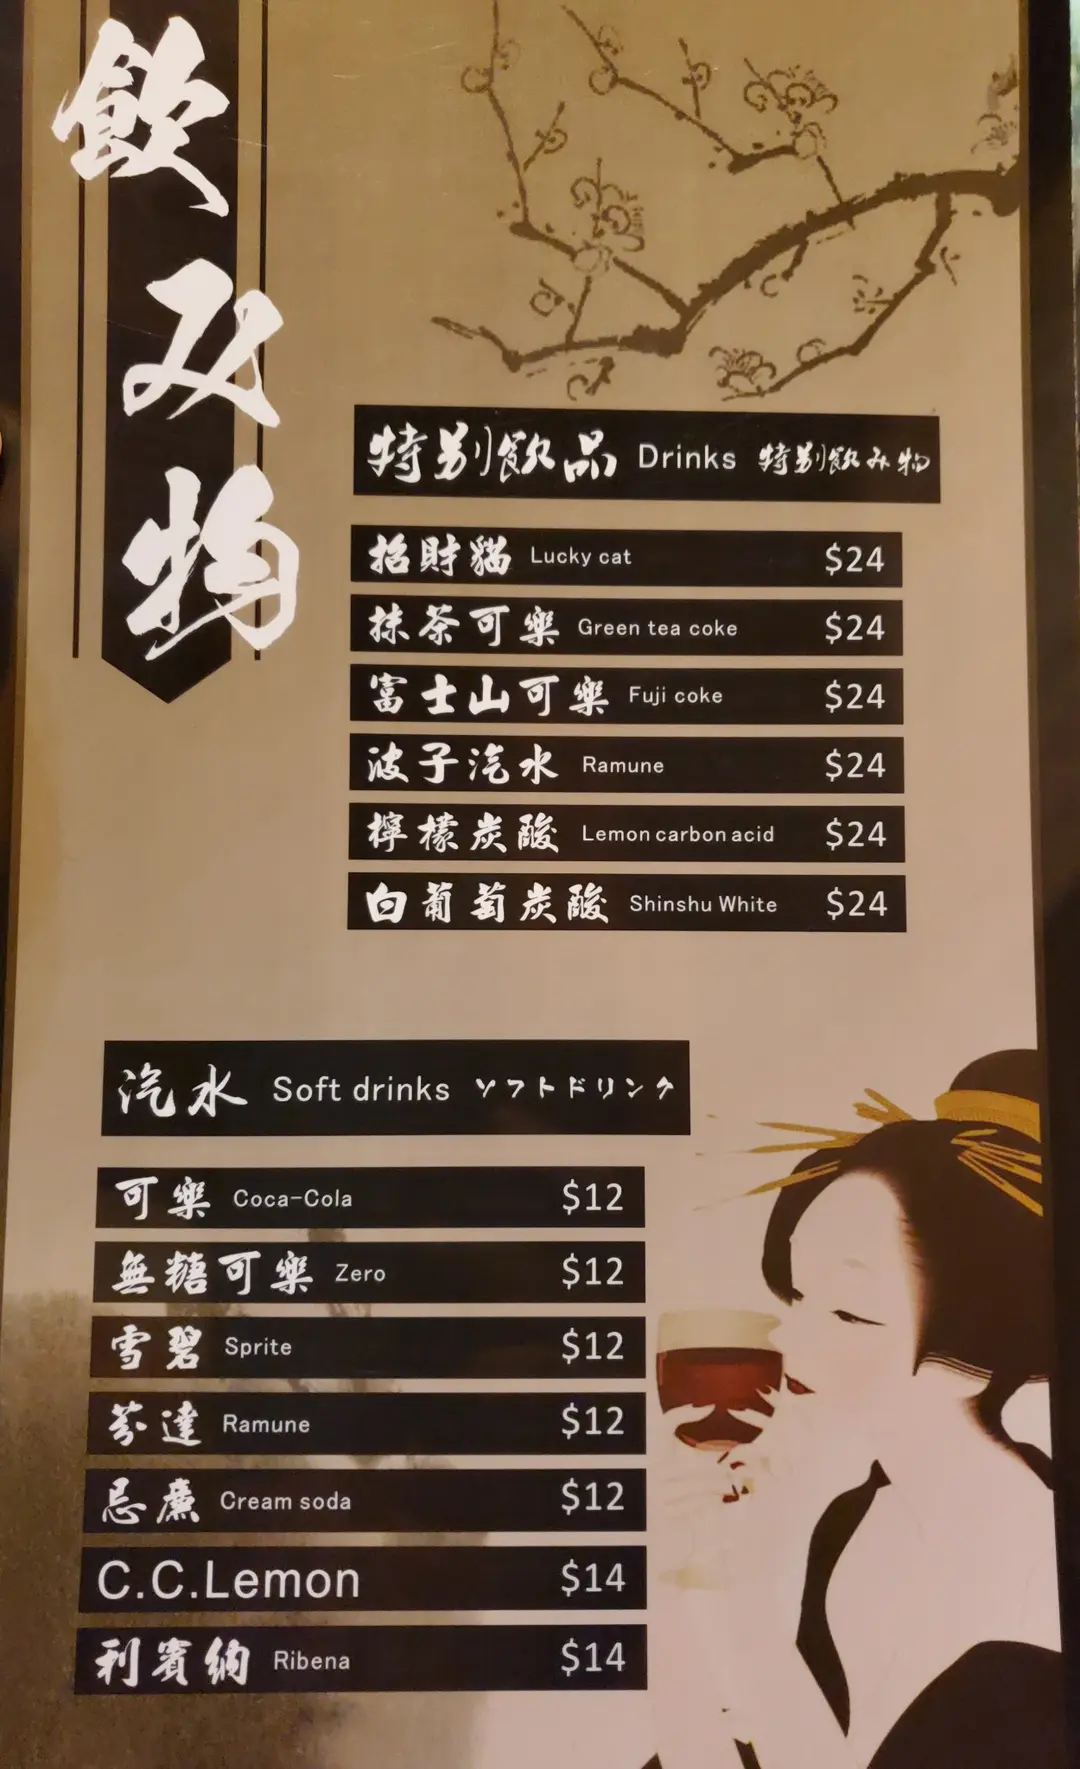 飲み物
特別飲品 Drinks 特別飲み物
招財貓 Lucky cat $24
抹茶可樂 Green tea coke $24
富士山可樂 Fuji coke $24
波子汽水 Ramune $24
檸檬炭酸 Lemon carbon acid $24
白葡萄炭酸 Shinshu White $24
汽水 Soft drinks ソフトドリンク
可樂 Coca-Cola $12
無糖可樂 Zero $12
雪碧 Sprite $12
芬達 Ramune $12
忌廉 Cream soda $12
C.C.Lemon $14
利賓納 Ribena $14